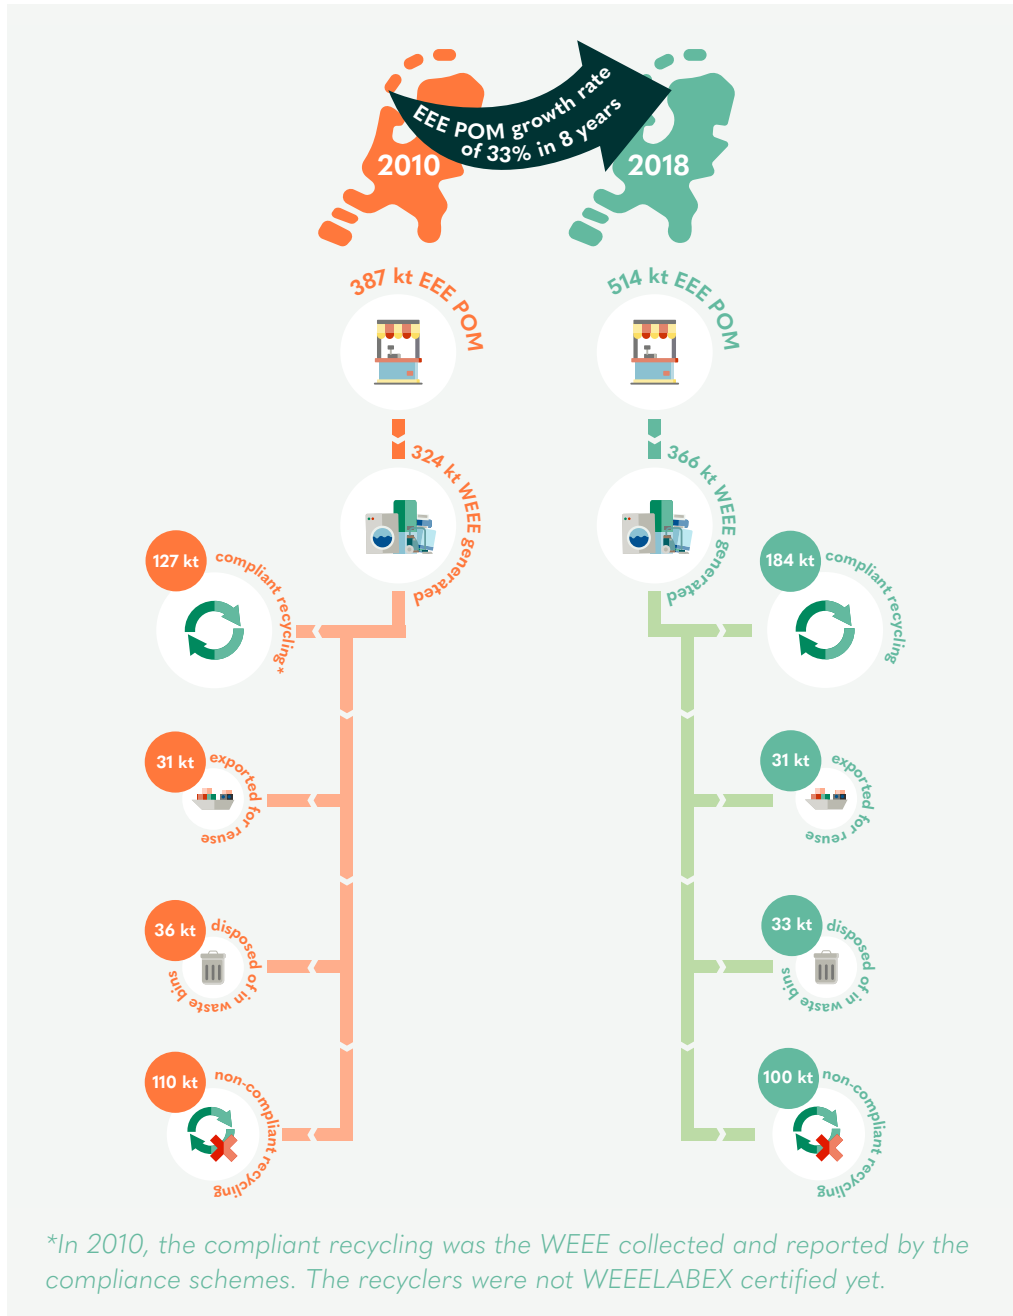 EEE POM growth rate
of 33% in 8 years
2010
2018
387 kt EEE POM
514 kt EEE POM
324 kt WEEE generated
366 kt WEEE generated
127 kt
compliant recycling*
184 kt
compliant recycling
31 kt
exported for reuse
31 kt
exported for reuse
36 kt
disposed of in waste bins
33 kt
disposed of in waste bins
110 kt
non-compliant recycling
100 kt
non-compliant recycling
*In 2010, the compliant recycling was the WEEE collected and reported by the
compliance schemes. The recyclers were not WEEELABEX certified yet.